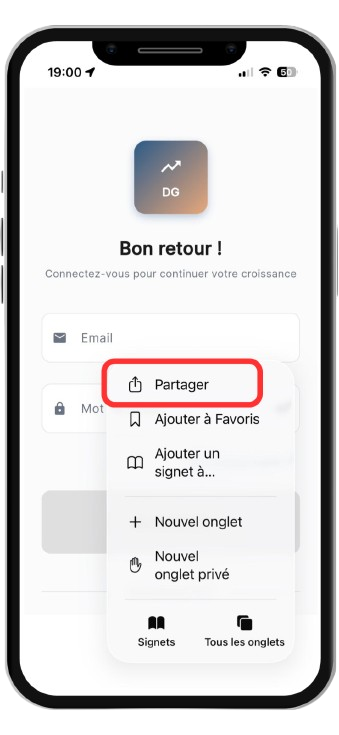 19:00
50
DG
Bon retour !
Connectez-vous pour continuer votre croissance
Email
Mot
Partager
Ajouter à Favoris
Ajouter un
signet à...
Nouvel onglet
Nouvel
onglet privé
Signets
Tous les onglets